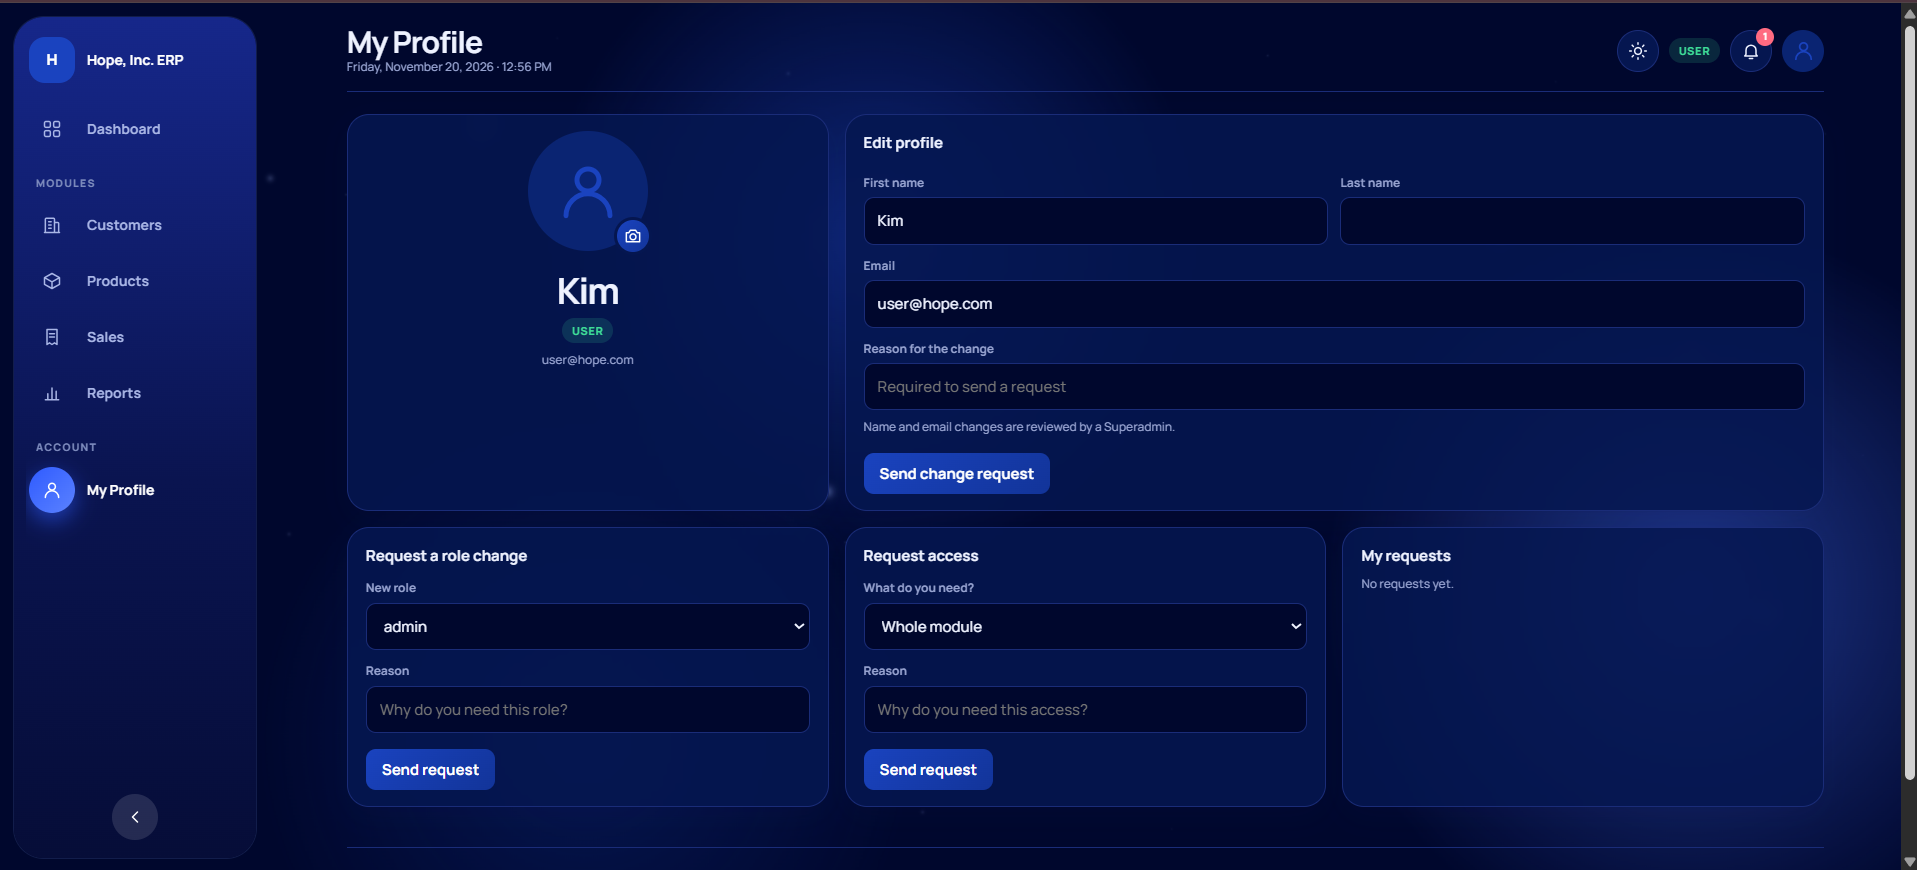 H
Hope, Inc. ERP
Dashboard
MODULES
Customers
Products
Sales
Reports
ACCOUNT
My Profile
My Profile
Friday, November 20, 2026 · 12:56 PM
USER
1
Kim
USER
user@hope.com
Edit profile
First name
Last name
Kim
Email
user@hope.com
Reason for the change
Required to send a request
Name and email changes are reviewed by a Superadmin.
Send change request
Request a role change
New role
admin
Reason
Why do you need this role?
Send request
Request access
What do you need?
Whole module
Reason
Why do you need this access?
Send request
My requests
No requests yet.